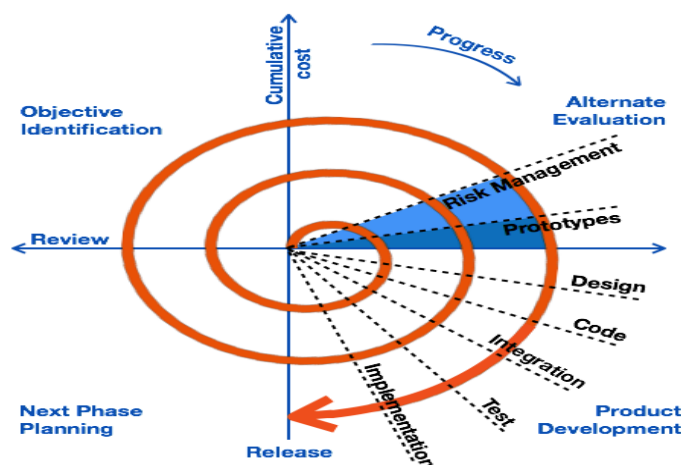 Progress
Cumulative
cost
Objective
Identification
Alternate
Evaluation
Risk Management
Prototypes
Review
Design
Code
Integration
Test
Implementation
Next Phase
Planning
Product
Development
Release